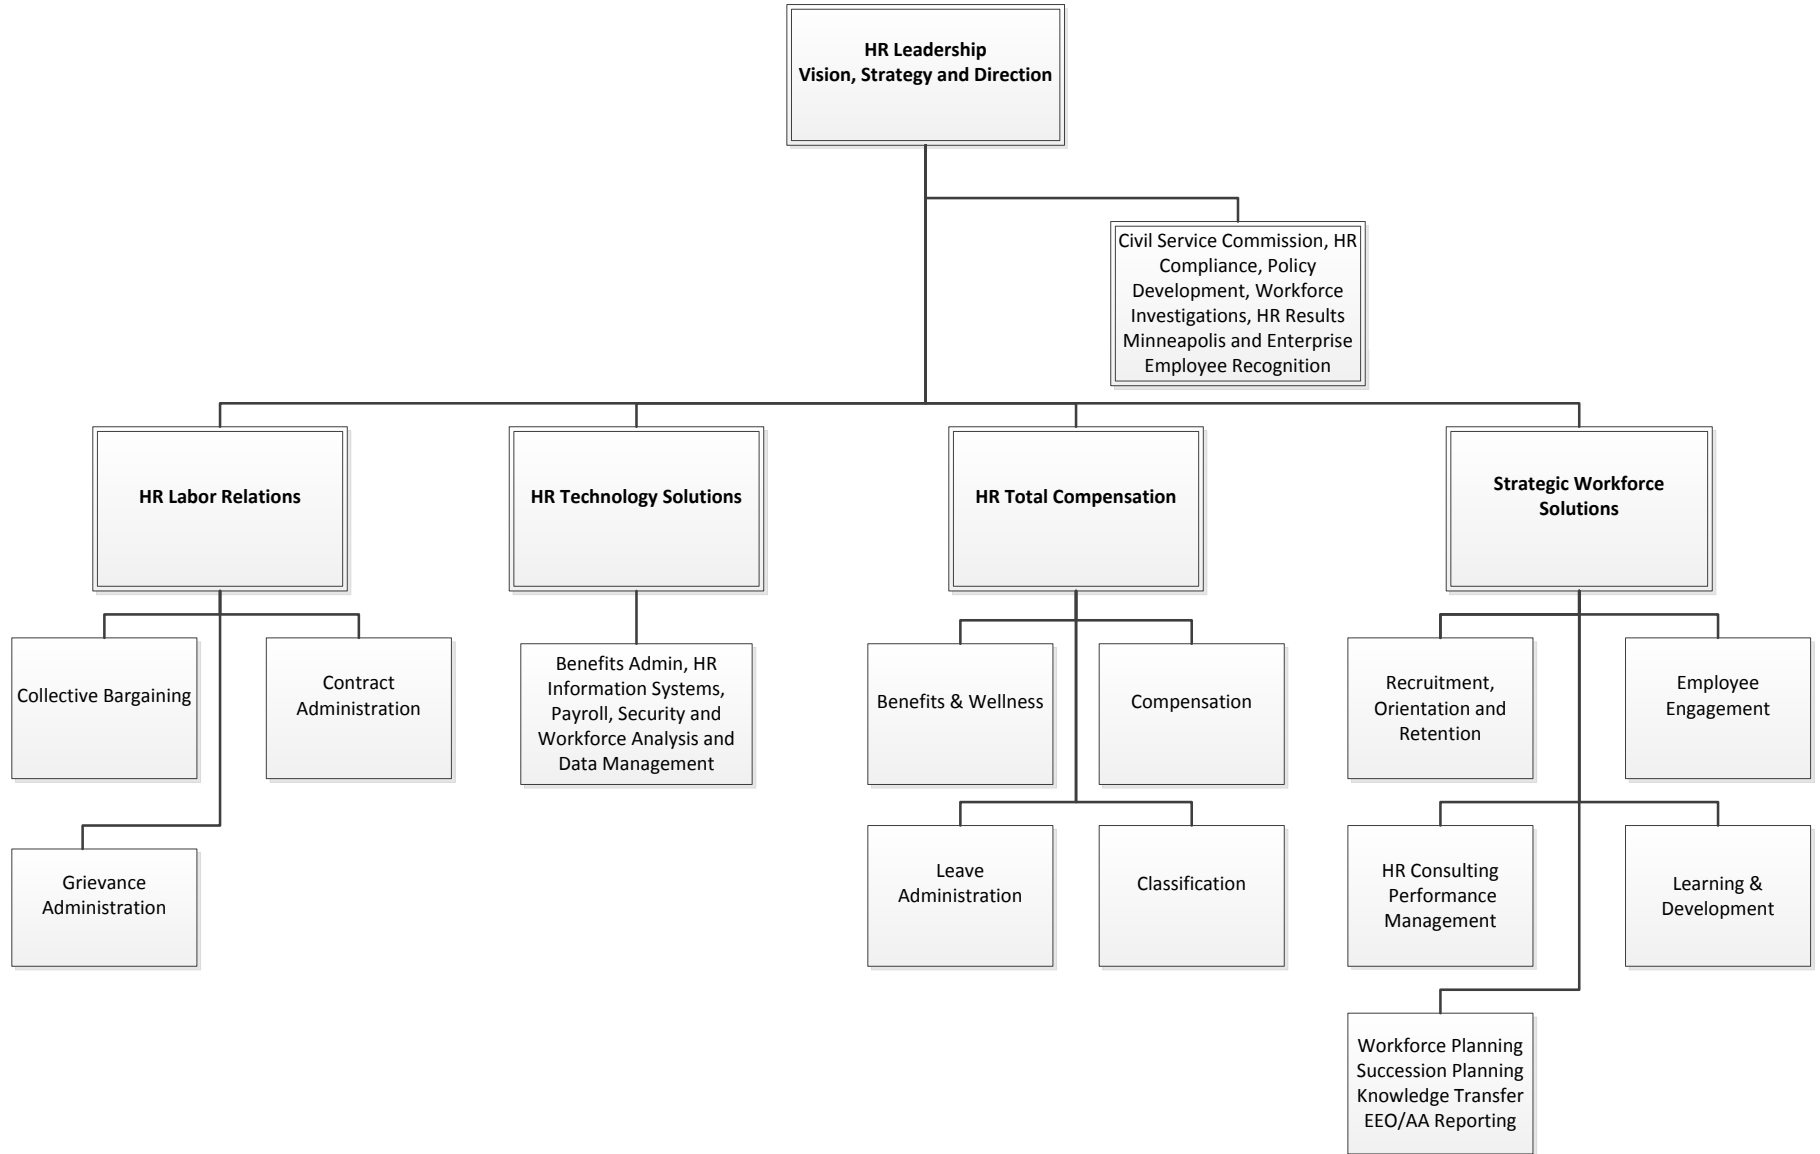 HR Leadership
Vision, Strategy and Direction
Civil Service Commission, HR
Compliance, Policy
Development, Workforce
Investigations, HR Results
Minneapolis and Enterprise
Employee Recognition
HR Labor Relations
HR Technology Solutions
HR Total Compensation
Strategic Workforce
Solutions
Collective Bargaining
Contract
Administration
Benefits Admin, HR
Information Systems,
Payroll, Security and
Workforce Analysis and
Data Management
Benefits & Wellness
Compensation
Recruitment,
Orientation and
Retention
Employee
Engagement
Grievance
Administration
Leave
Administration
Classification
HR Consulting
Performance
Management
Learning &
Development
Workforce Planning
Succession Planning
Knowledge Transfer
EEO/AA Reporting